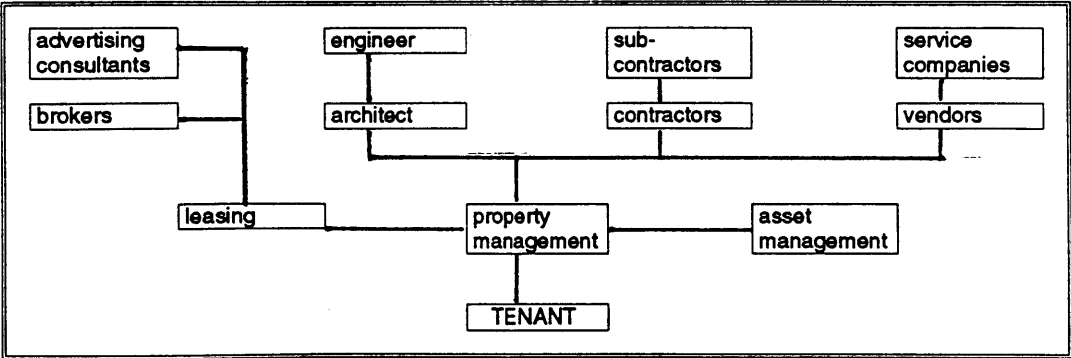 advertising
consultants
engineer
sub-
contractors
service
companies
brokers
architect
contractors
vendors
leasing
property
management
asset
management
TENANT